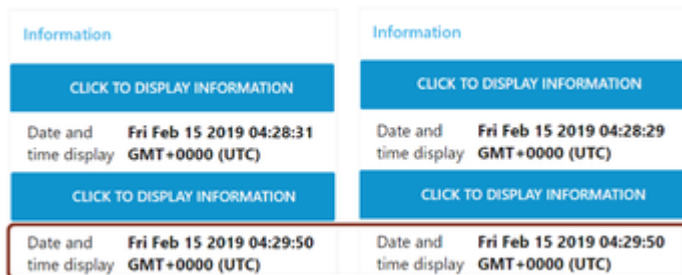 Information
CLICK TO DISPLAY INFORMATION
Date and Fri Feb 15 2019 04:28:31
time display GMT+0000 (UTC)
CLICK TO DISPLAY INFORMATION
Date and Fri Feb 15 2019 04:29:50
time display GMT+0000 (UTC)
Information
CLICK TO DISPLAY INFORMATION
Date and Fri Feb 15 2019 04:28:29
time display GMT+0000 (UTC)
CLICK TO DISPLAY INFORMATION
Date and Fri Feb 15 2019 04:29:50
time display GMT+0000 (UTC)